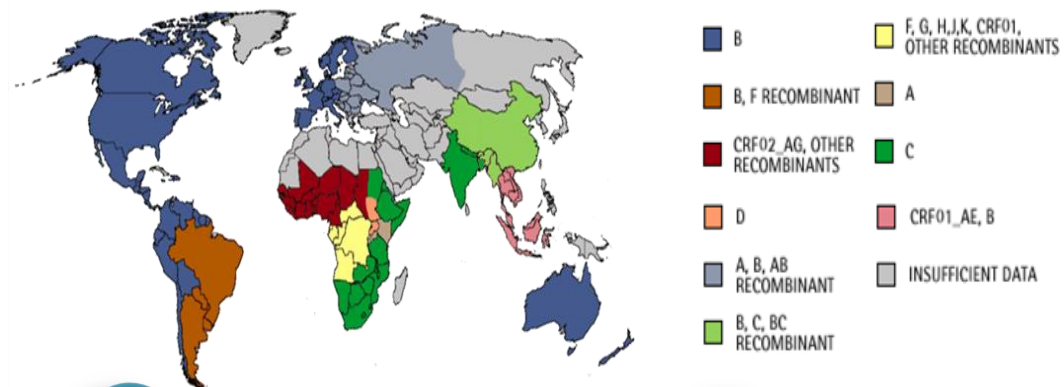 B
B, F RECOMBINANT
CRF02_AG, OTHER
RECOMBINANTS
D
A, B, AB
RECOMBINANT
B, C, BC
RECOMBINANT
F, G, H,J,K, CRF01,
OTHER RECOMBINANTS
A
C
CRF01_AE, B
INSUFFICIENT DATA